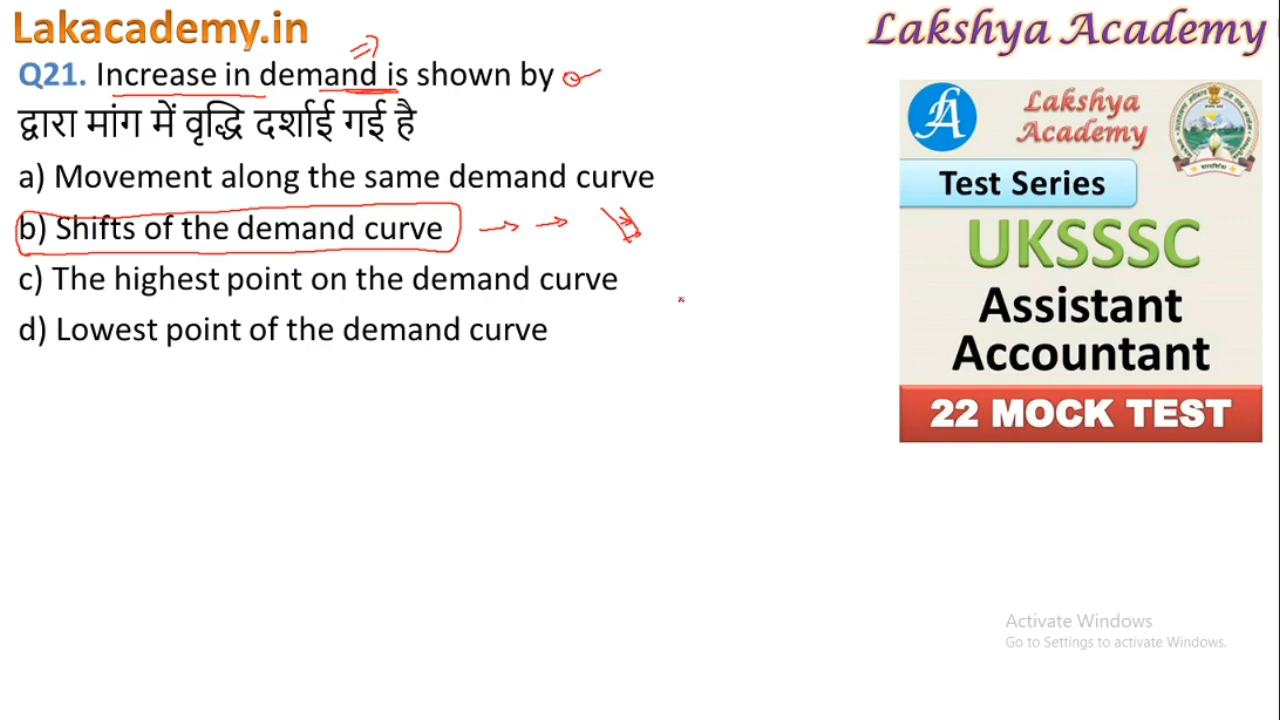 Lakacademy.in
Lakshya Academy
Q21. Increase in demand is shown by
द्वारा मांग में वृद्धि दर्शाई गई है
a) Movement along the same demand curve
b) Shifts of the demand curve
c) The highest point on the demand curve
d) Lowest point of the demand curve
Lakshya
Academy
Test Series
UKSSSC
Assistant
Accountant
22 MOCK TEST
Activate Windows
Go to Settings to activate Windows.